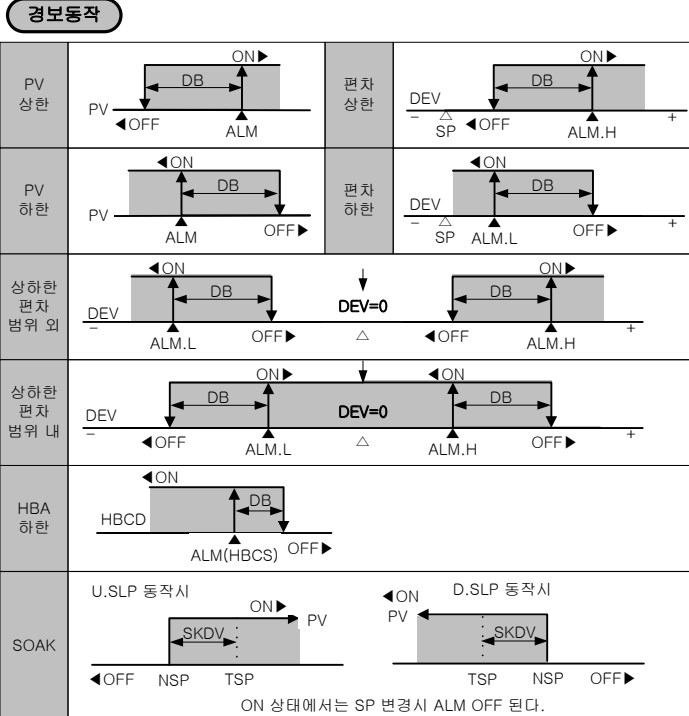 경보동작
PV
상한
ON▶
DB
PV
◀OFF
ALM
편차
상한
ON▶
DB
DEV
−
△
SP
◀OFF
ALM.H
+
PV
하한
◀ON
DB
PV
ALM
OFF▶
편차
하한
◀ON
DB
DEV
−
△
SP
ALM.L
OFF▶
+
상하한
편차
범위 외
◀ON
DB
DEV
−
ALM.L
OFF▶
DEV=0
△
ON▶
DB
◀OFF
ALM.H
+
상하한
편차
범위 내
ON▶
DB
DEV
−
◀OFF
ALM.L
DEV=0
△
◀ON
DB
ALM.H
OFF▶
+
HBA
하한
◀ON
DB
HBCD
ALM(HBCS)
OFF▶
SOAK
U.SLP 동작시
ON▶
PV
SKDV
◀OFF
NSP
TSP
D.SLP 동작시
◀ON
PV
SKDV
TSP
NSP
OFF▶
ON 상태에서는 SP 변경시 ALM OFF 된다.